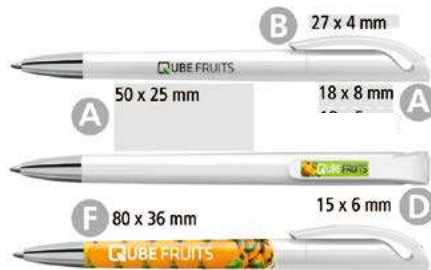 B 27 x 4 mm
QUBE FRUITS
A 50 x 25 mm
18 x 8 mm A
QUBE FRUITS
F 80 x 36 mm
15 x 6 mm D
QUBE FRUITS